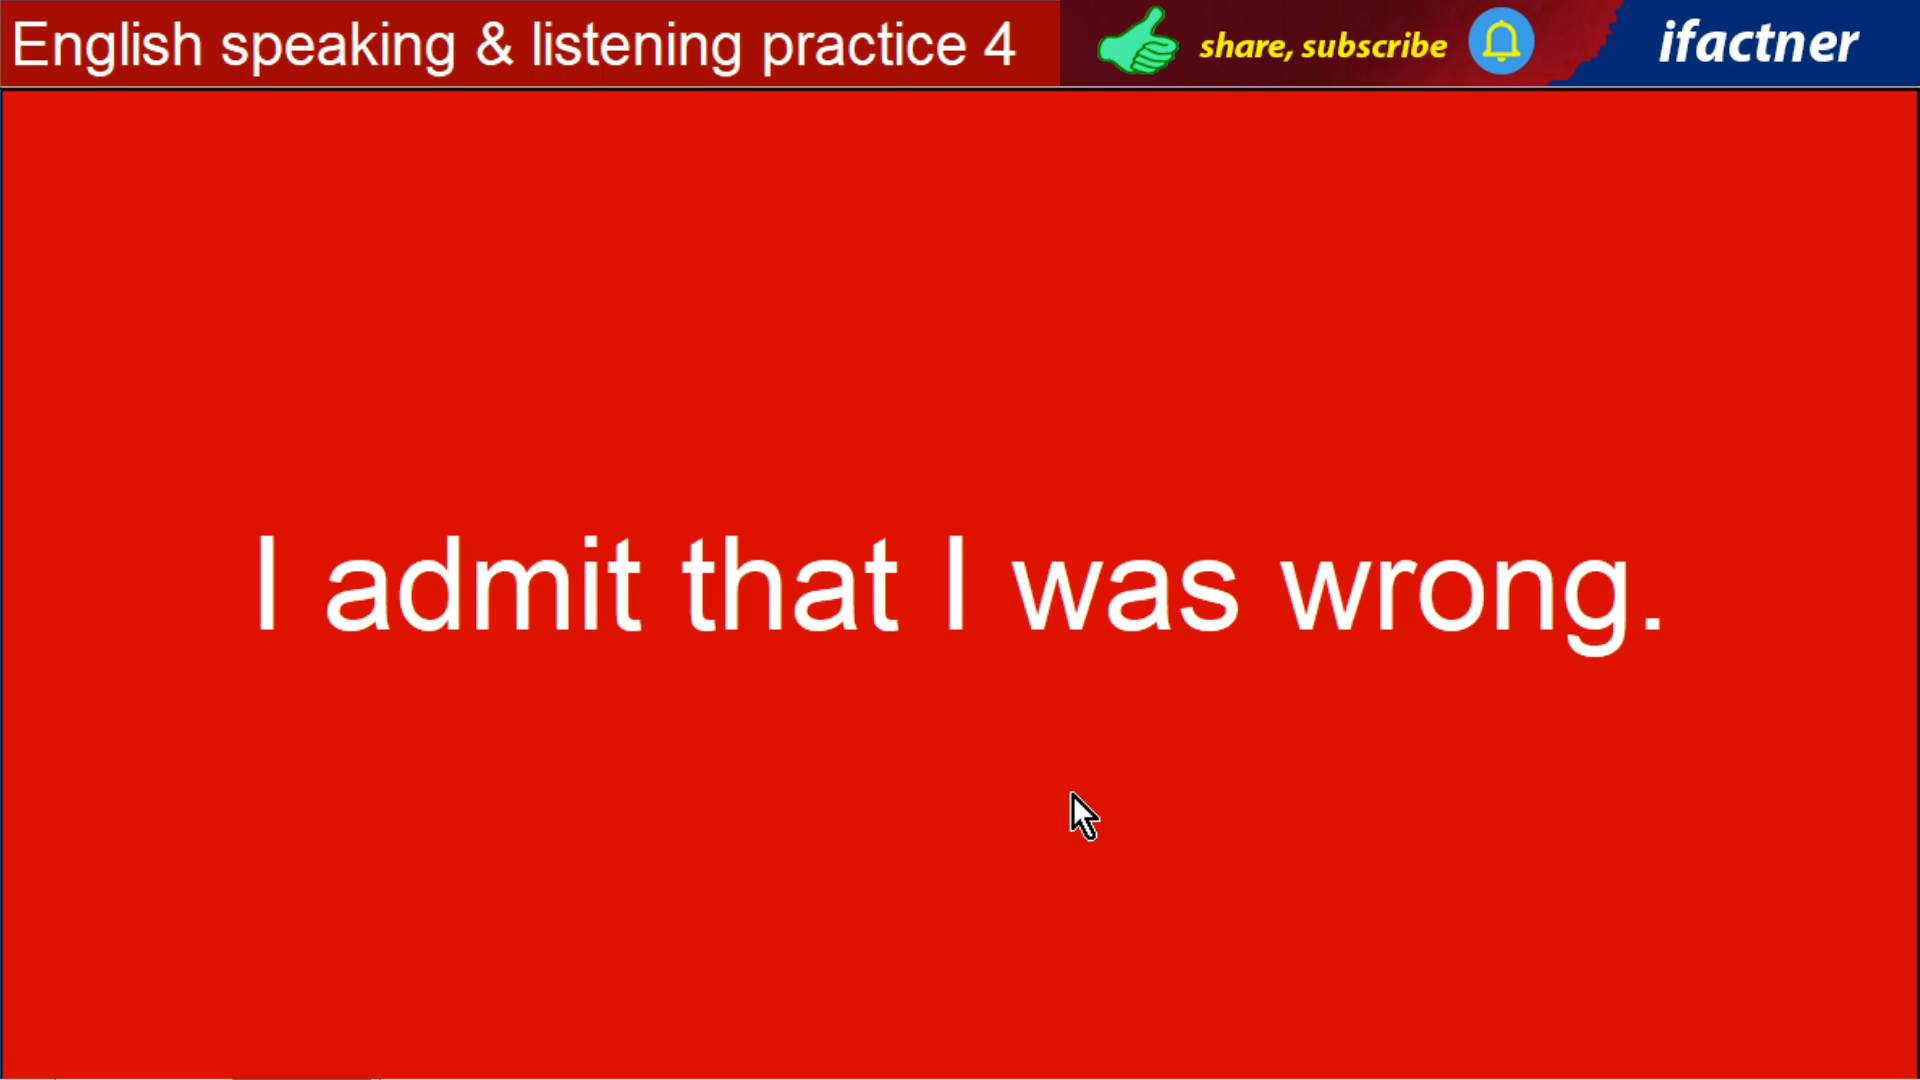 English speaking & listening practice 4
share, subscribe
ifactner
I admit that I was wrong.